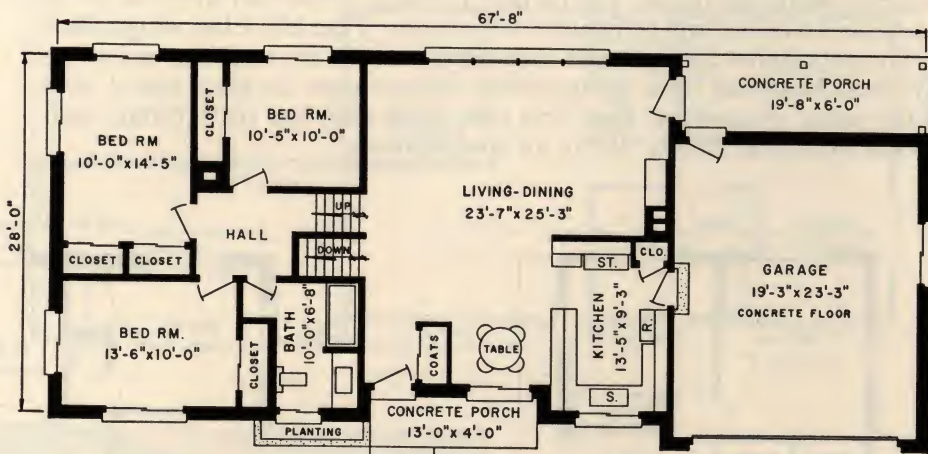 67'-8"
CONCRETE PORCH
19'-8"x 6'-0"
CLOSET
BED RM.
10'-5"x10'-0"
BED RM
10'-0"x14'-5"
UP
LIVING-DINING
23'-7"x 25'-3"
28'-0"
HALL
DOWN
CLOSET
CLOSET
ST.
CLO.
GARAGE
19'-3"x23'-3"
CONCRETE FLOOR
BATH
10'-0"x6'-8"
KITCHEN
13'-5"x 9'-3"
R.
BED RM.
13'-6"x10'-0"
CLOSET
COATS
TABLE
S.
CONCRETE PORCH
13'-0"x 4'-0"
PLANTING